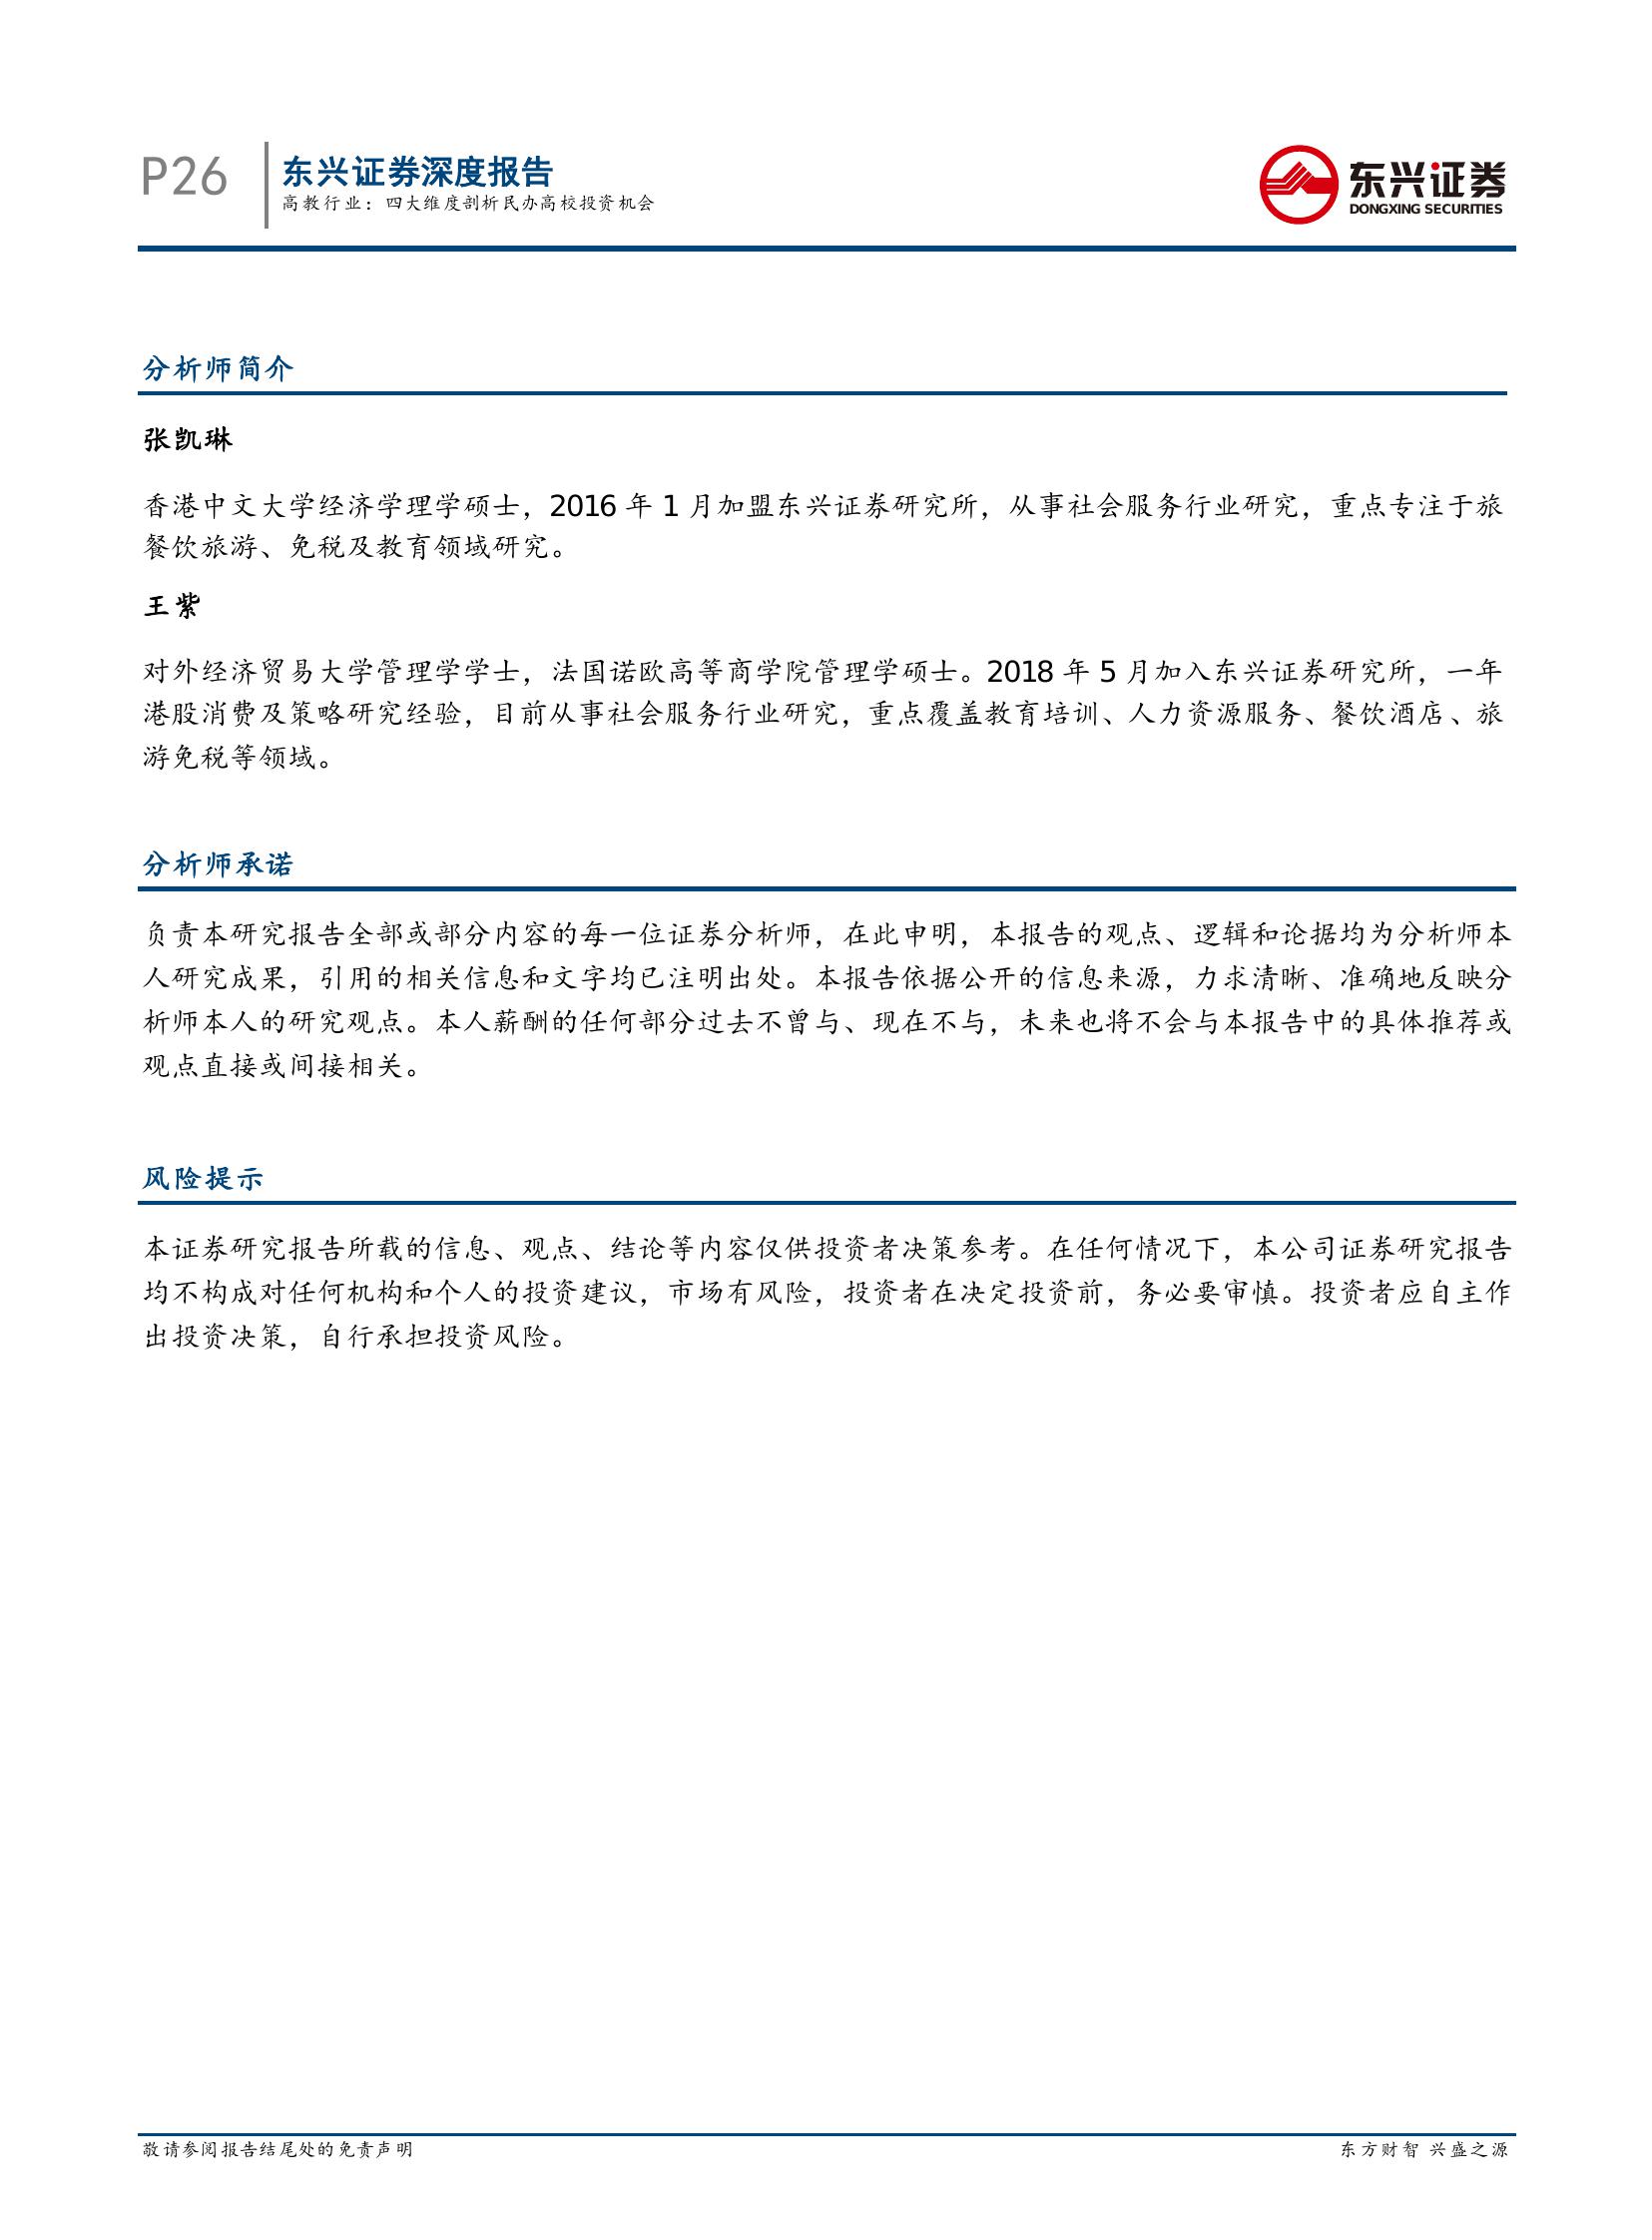 P26
东兴证券深度报告
高教行业：四大维度剖析民办高校投资机会
东兴证券
DONGXING SECURITIES
分析师简介
张凯琳
香港中文大学经济学理学硕士，2016 年 1 月加盟东兴证券研究所，从事社会服务行业研究，重点专注于旅
餐饮旅游、免税及教育领域研究。
王紫
对外经济贸易大学管理学学士，法国诺欧高等商学院管理学硕士。2018 年 5 月加入东兴证券研究所，一年
港股消费及策略研究经验，目前从事社会服务行业研究，重点覆盖教育培训、人力资源服务、餐饮酒店、旅
游免税等领域。
分析师承诺
负责本研究报告全部或部分内容的每一位证券分析师，在此申明，本报告的观点、逻辑和论据均为分析师本
人研究成果，引用的相关信息和文字均已注明出处。本报告依据公开的信息来源，力求清晰、准确地反映分
析师本人的研究观点。本人薪酬的任何部分过去不曾与、现在不与，未来也将不会与本报告中的具体推荐或
观点直接或间接相关。
风险提示
本证券研究报告所载的信息、观点、结论等内容仅供投资者决策参考。在任何情况下，本公司证券研究报告
均不构成对任何机构和个人的投资建议，市场有风险，投资者在决定投资前，务必要审慎。投资者应自主作
出投资决策，自行承担投资风险。
敬请参阅报告结尾处的免责声明
东方财智 兴盛之源